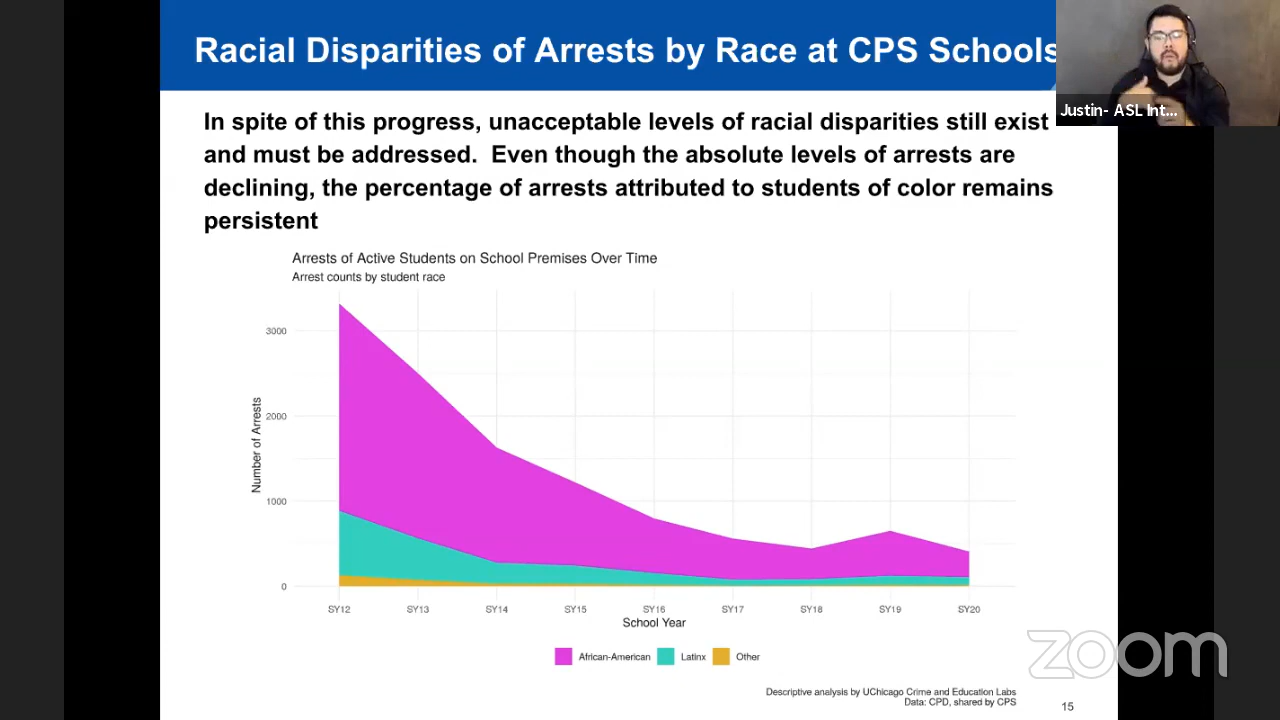 Racial Disparities of Arrests by Race at CPS Schools
Justin- ASL Int...
In spite of this progress, unacceptable levels of racial disparities still exist
and must be addressed.  Even though the absolute levels of arrests are
declining, the percentage of arrests attributed to students of color remains
persistent
Arrests of Active Students on School Premises Over Time
Arrest counts by student race
Number of Arrests
3000
2000
1000
0
SY12 SY13 SY14 SY15 SY16 SY17 SY18 SY19 SY20
School Year
African-American Latinx Other
zoom
Descriptive analysis by UChicago Crime and Education Labs
Data: CPD, shared by CPS
15